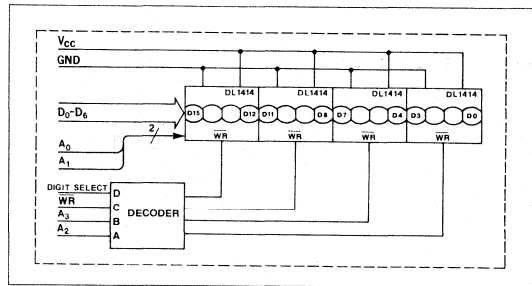 VCC
GND
DL1414 DL1414 DL1414 DL1414
D0-D6
D15 D12 D11 D8 D7 D4 D3 D0
2
A0
A1
WR WR WR WR
DIGIT SELECT D
WR C
A3 B
A2 A
DECODER